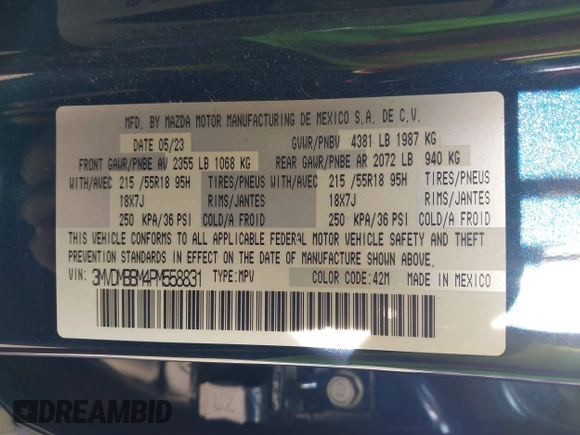 MFD. BY MAZDA MOTOR MANUFACTURING DE MEXICO S.A. DE C.V.
DATE 05/23 GVWR/PNBV 4381 LB 1987 KG
FRONT GAWR/PNBE AV 2355 LB 1068 KG REAR GAWR/PNBE AR 2072 LB 940 KG
WITH/AVEC 215 /55R18 95H TIRES/PNEUS WITH/AVEC 215 /55R18 95H TIRES/PNEUS
18X7J RIMS/JANTES 18X7J RIMS/JANTES
250 KPA/36 PSI COLD/A FROID 250 KPA/36 PSI COLD/A FROID
THIS VEHICLE CONFORMS TO ALL APPLICABLE FEDERAL MOTOR VEHICLE SAFETY AND THEFT
PREVENTION STANDARDS IN EFFECT ON THE DATE OF MANUFACTURE SHOWN ABOVE.
VIN: 3MVDMBBM4PM558831 TYPE:MPV COLOR CODE:42M MADE IN MEXICO
DREAMBID